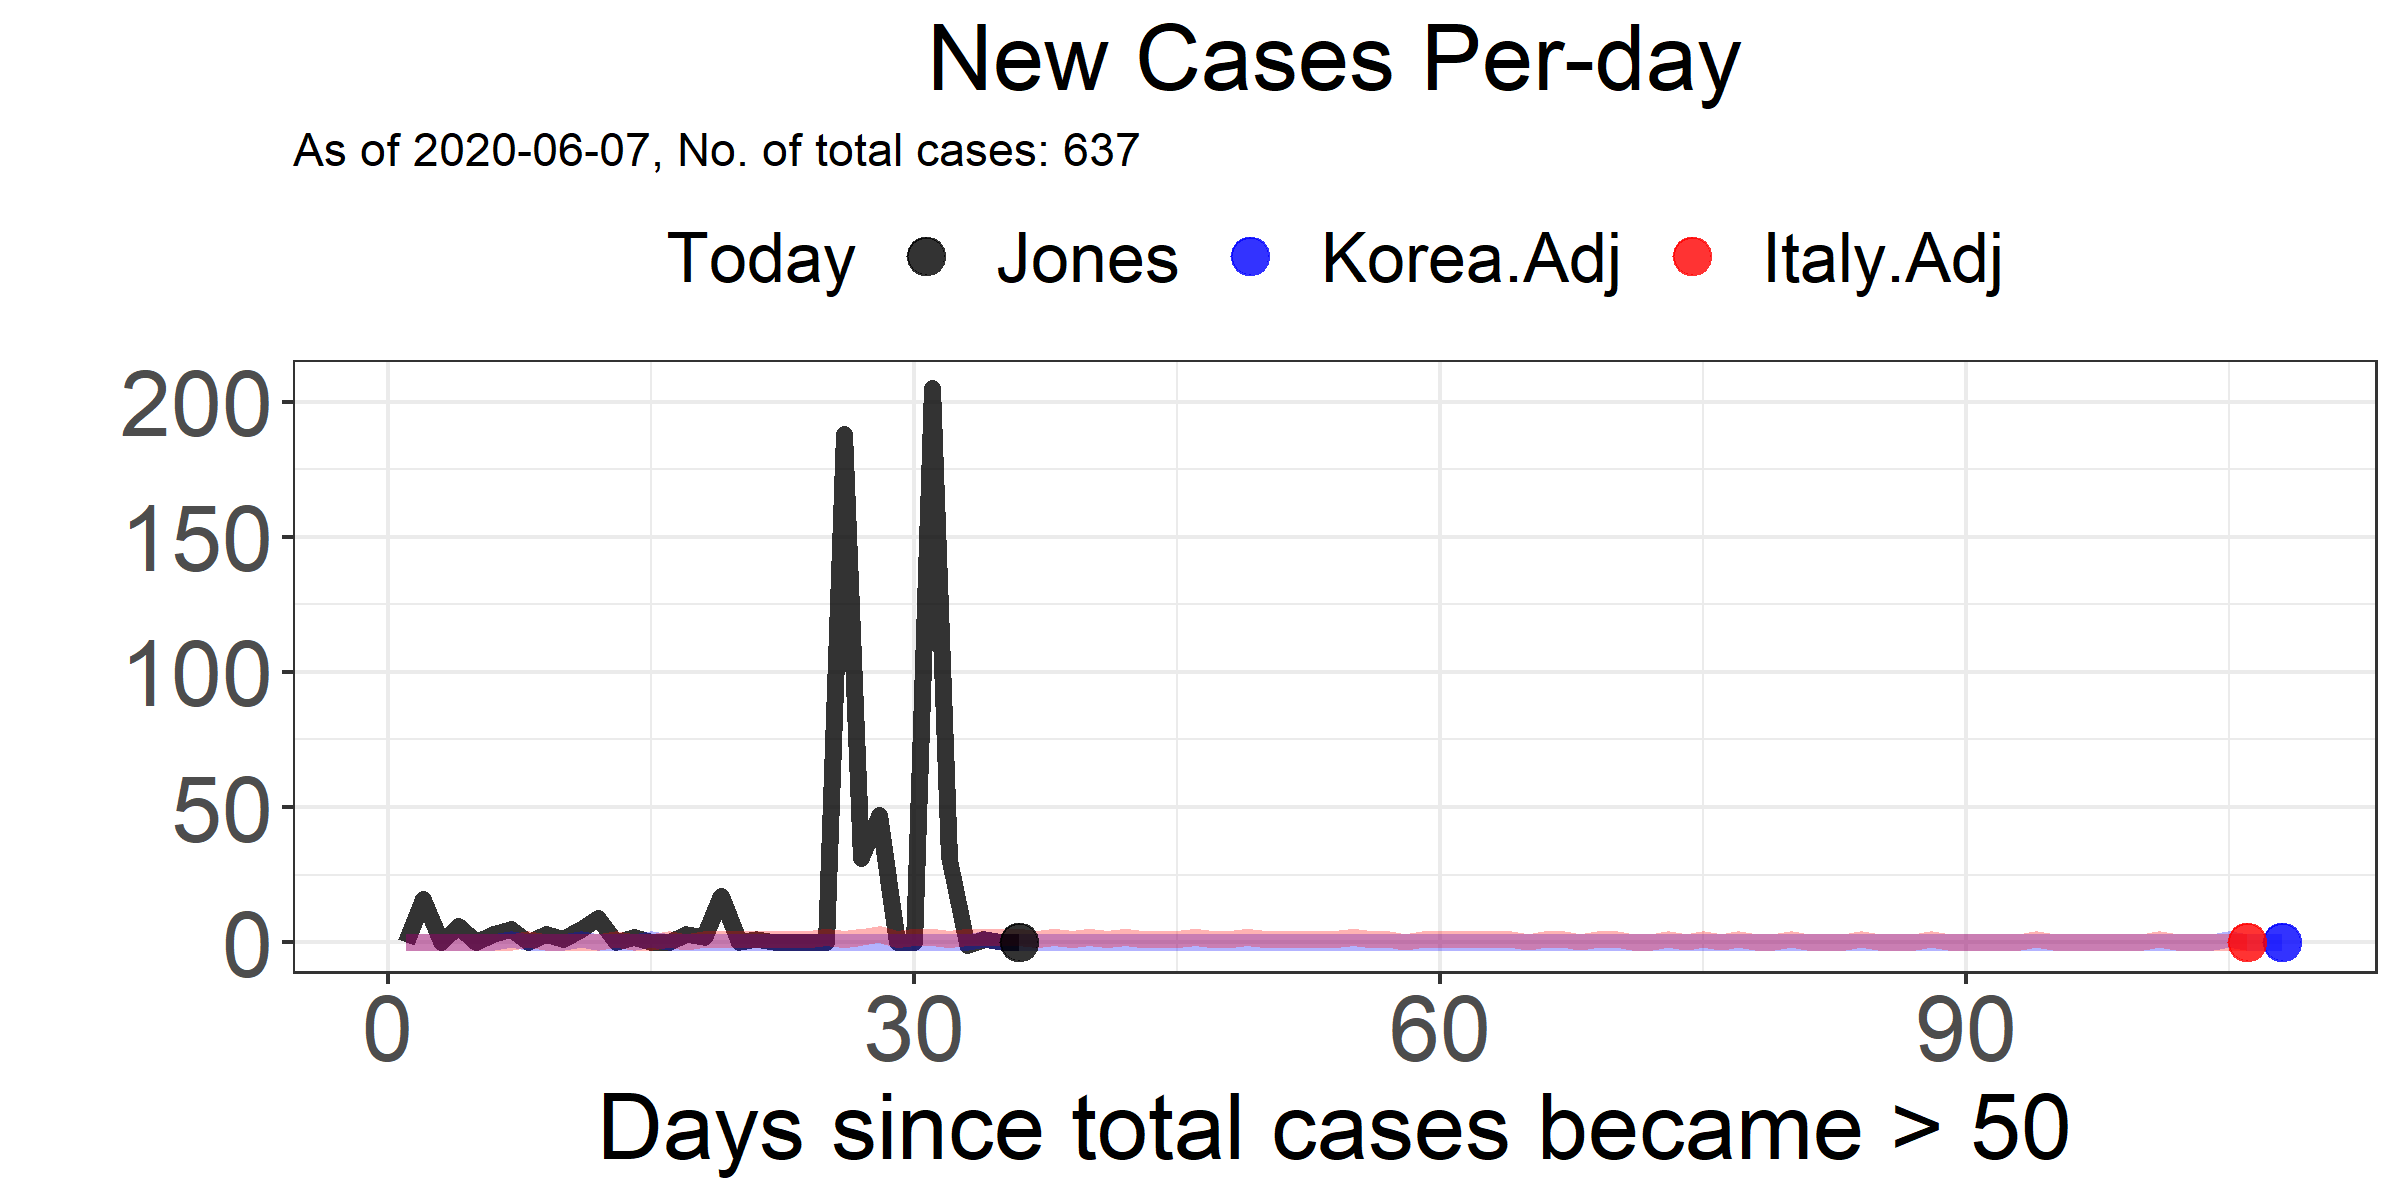 New Cases Per-day
As of 2020-06-07, No. of total cases: 637
Today Jones Korea.Adj Italy.Adj
200
150
100
50
0
0 30 60 90
Days since total cases became > 50